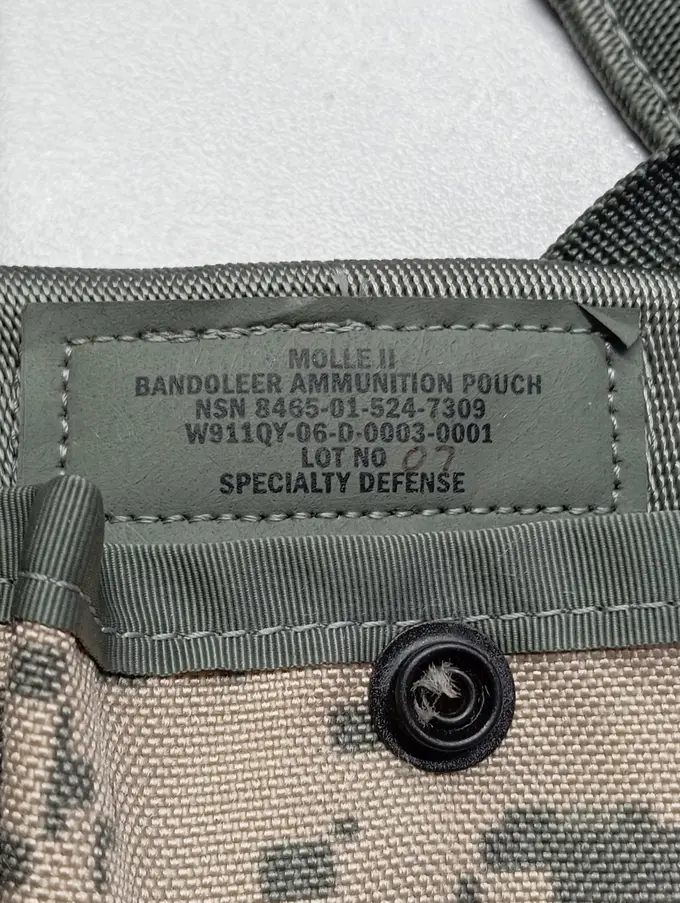 MOLLE II
BANDOLEER AMMUNITION POUCH
NSN 8465-01-524-7309
W911QY-06-D-0003-0001
LOT NO 07
SPECIALTY DEFENSE